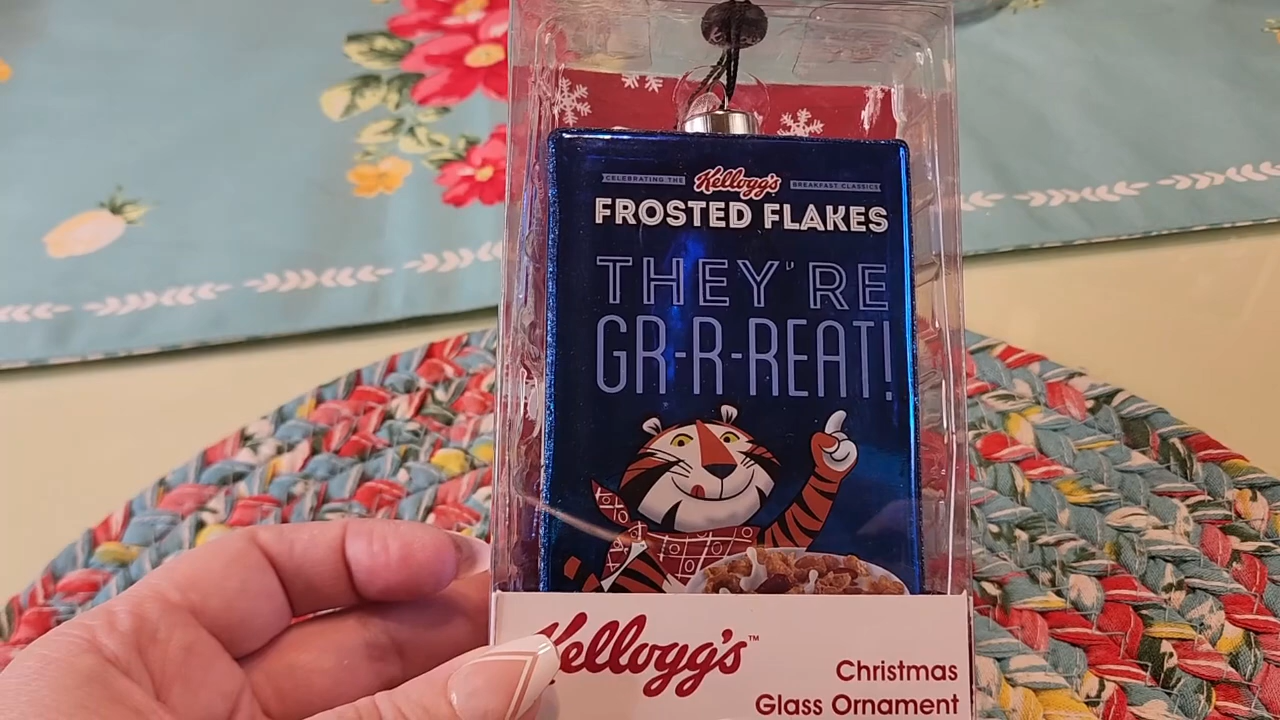 CELEBRATING THE Kellogg's BREAKFAST CLASSICS
FROSTED FLAKES
THEY'RE
GR-R-REAT!
Kellogg's™
Christmas
Glass Ornament